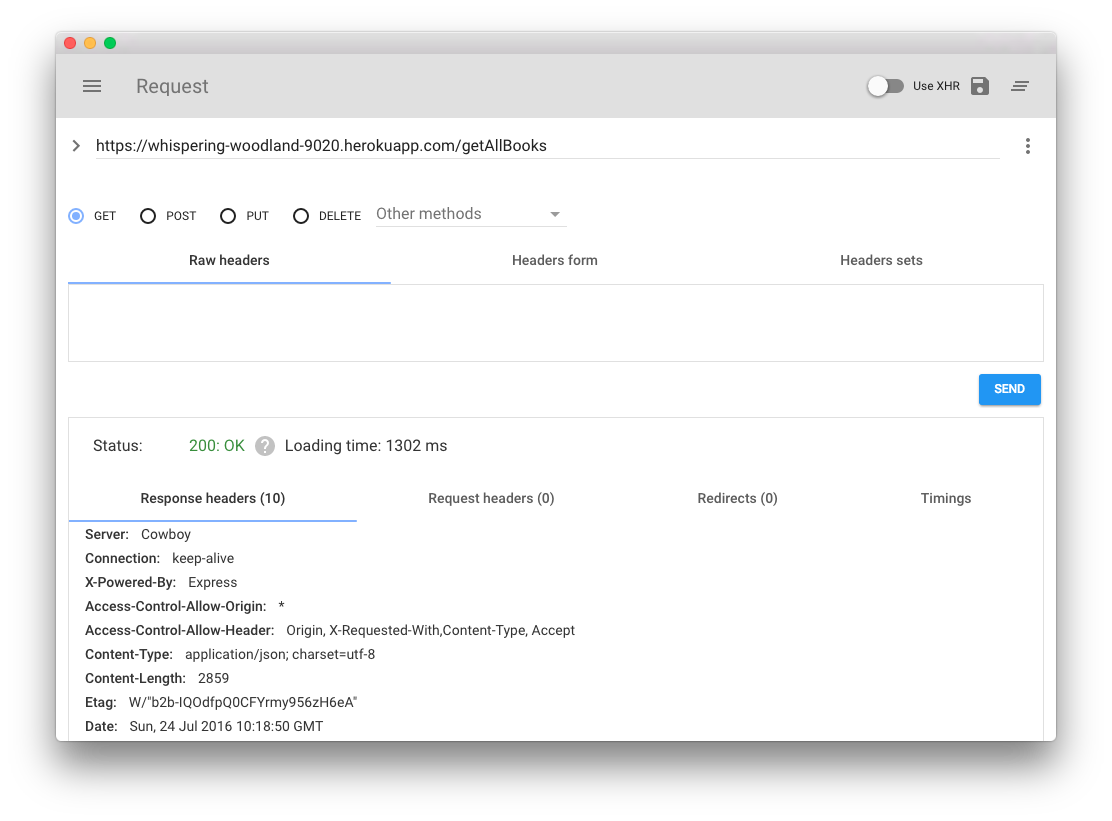 Request
Use XHR
https://whispering-woodland-9020.herokuapp.com/getAllBooks
GET POST PUT DELETE Other methods
Raw headers Headers form Headers sets
SEND
Status: 200: OK ? Loading time: 1302 ms
Response headers (10) Request headers (0) Redirects (0) Timings
Server: Cowboy
Connection: keep-alive
X-Powered-By: Express
Access-Control-Allow-Origin: *
Access-Control-Allow-Header: Origin, X-Requested-With,Content-Type, Accept
Content-Type: application/json; charset=utf-8
Content-Length: 2859
Etag: W/"b2b-IQOdfpQ0CFYrmy956zH6eA"
Date: Sun, 24 Jul 2016 10:18:50 GMT